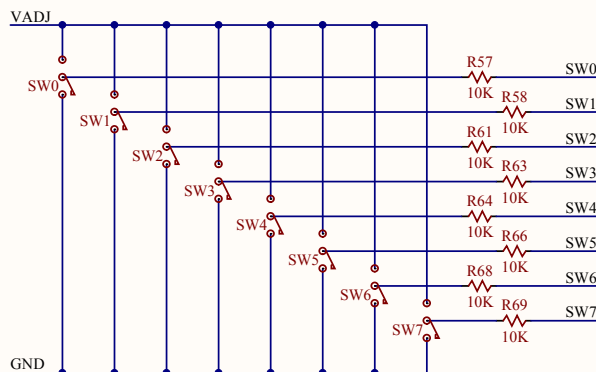 VADJ
R57
SW0
SW0
10K
R58
SW1
SW1
10K
R61
SW2
SW2
10K
R63
SW3
SW3
10K
R64
SW4
SW4
10K
R66
SW5
SW5
10K
R68
SW6
SW6
10K
R69
SW7
SW7
10K
GND